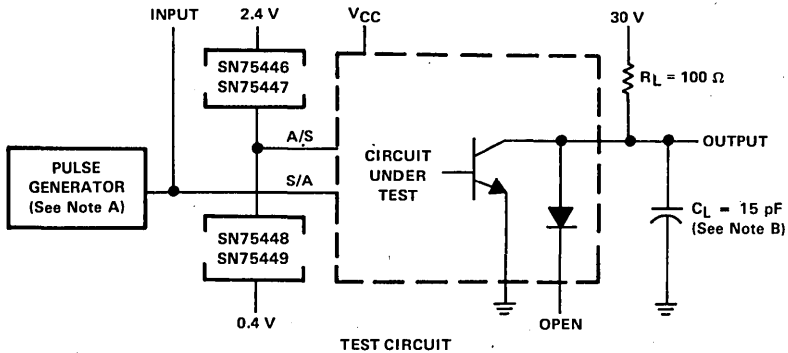 INPUT
2.4 V
VCC
30 V
SN75446
SN75447
RL = 100 Ω
A/S
OUTPUT
PULSE
GENERATOR
(See Note A)
CIRCUIT
UNDER
TEST
S/A
CL = 15 pF
(See Note B)
SN75448
SN75449
0.4 V
OPEN
TEST CIRCUIT